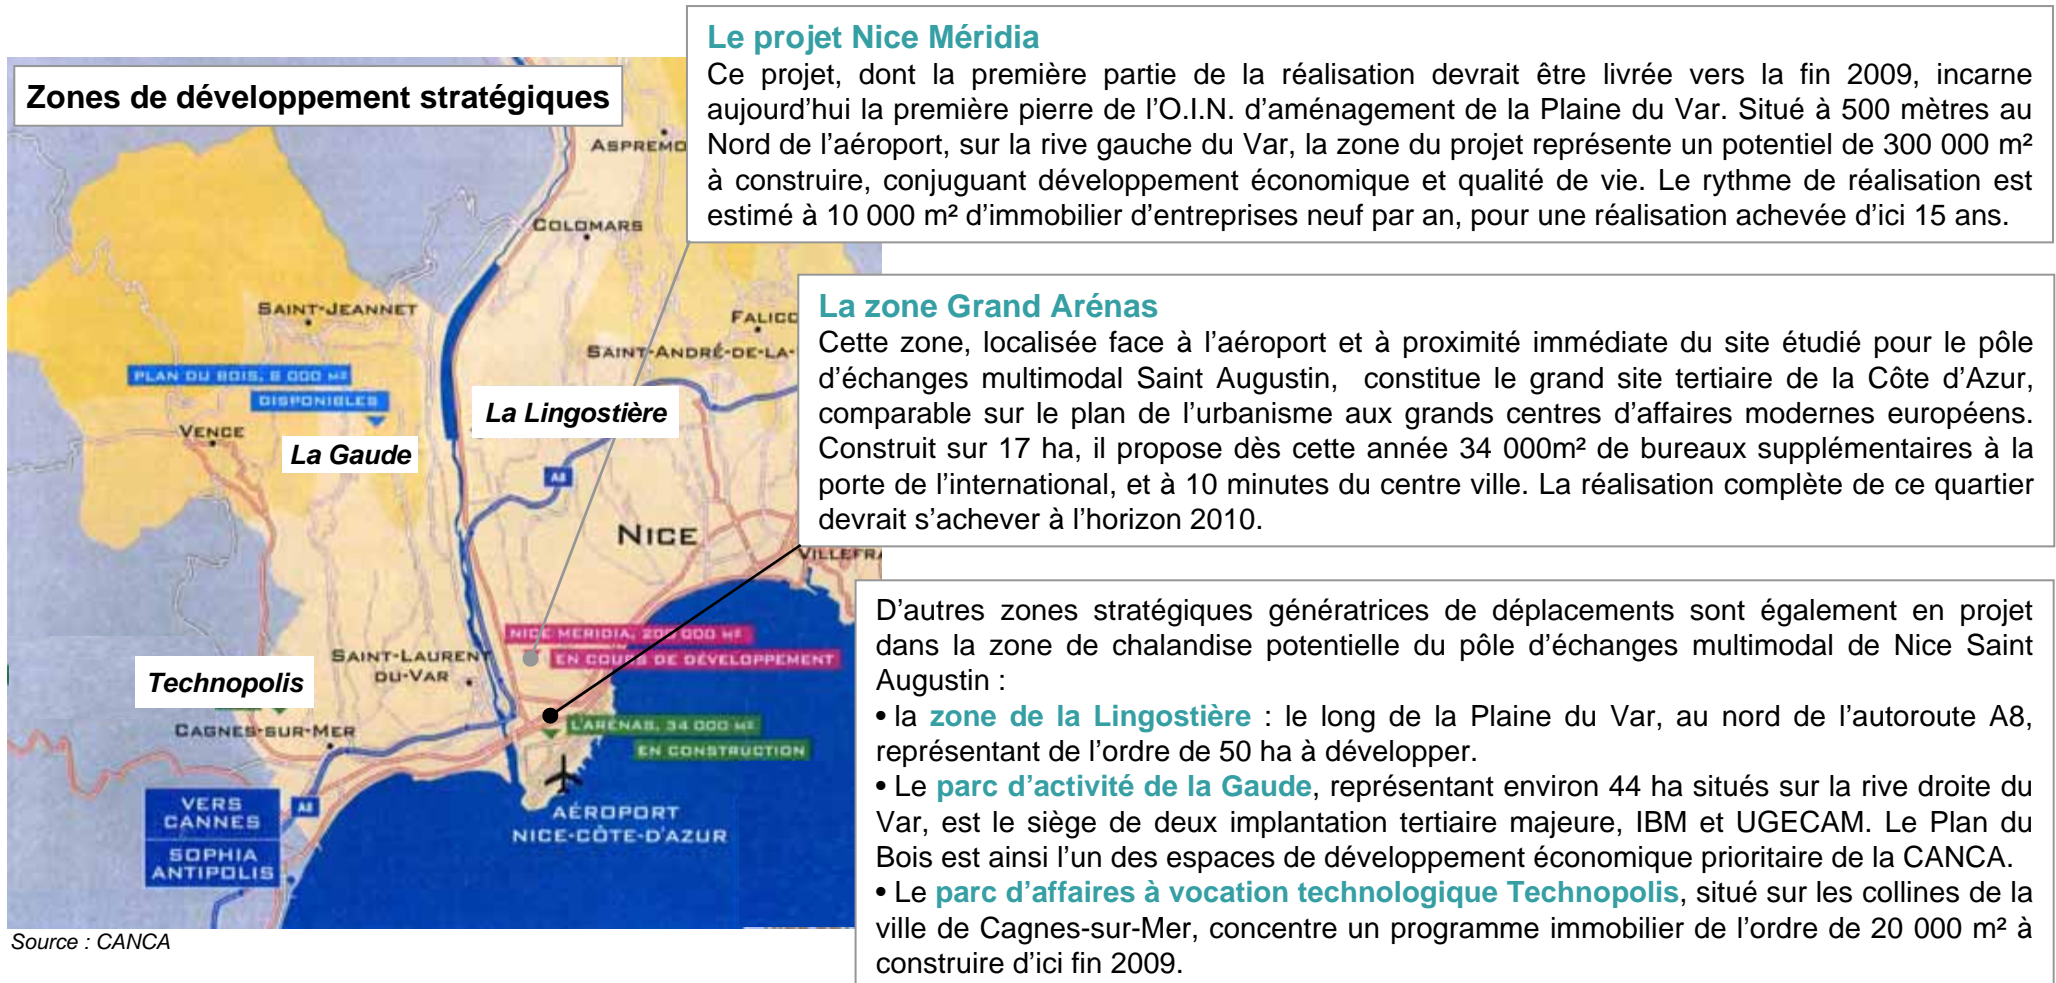 Zones de développement stratégiques
Le projet Nice Méridia
Ce projet, dont la première partie de la réalisation devrait être livrée vers la fin 2009, incarne
aujourd’hui la première pierre de l’O.I.N. d’aménagement de la Plaine du Var. Situé à 500 mètres au
Nord de l’aéroport, sur la rive gauche du Var, la zone du projet représente un potentiel de 300 000 m²
à construire, conjuguant développement économique et qualité de vie. Le rythme de réalisation est
estimé à 10 000 m² d’immobilier d’entreprises neuf par an, pour une réalisation achevée d’ici 15 ans.
La zone Grand Arénas
Cette zone, localisée face à l’aéroport et à proximité immédiate du site étudié pour le pôle
d’échanges multimodal Saint Augustin, constitue le grand site tertiaire de la Côte d’Azur,
comparable sur le plan de l’urbanisme aux grands centres d’affaires modernes européens.
Construit sur 17 ha, il propose dès cette année 34 000m² de bureaux supplémentaires à la
porte de l’international, et à 10 minutes du centre ville. La réalisation complète de ce quartier
devrait s’achever à l’horizon 2010.
D’autres zones stratégiques génératrices de déplacements sont également en projet
dans la zone de chalandise potentielle du pôle d’échanges multimodal de Nice Saint
Augustin :
• la zone de la Lingostière : le long de la Plaine du Var, au nord de l’autoroute A8,
représentant de l’ordre de 50 ha à développer.
• Le parc d’activité de la Gaude, représentant environ 44 ha situés sur la rive droite du
Var, est le siège de deux implantation tertiaire majeure, IBM et UGECAM. Le Plan du
Bois est ainsi l’un des espaces de développement économique prioritaire de la CANCA.
• Le parc d’affaires à vocation technologique Technopolis, situé sur les collines de la
ville de Cagnes-sur-Mer, concentre un programme immobilier de l’ordre de 20 000 m² à
construire d’ici fin 2009.
ASPREMO
COLOMARS
SAINT-JEANNET
FALICO
SAINT-ANDRÉ-DE-LA-
PLAN DU BOIS, 8 000 M²
DISPONIBLES
La Lingostière
VENCE
La Gaude
A8
NICE
VILLEFRA
NICE MERIDIA, 200 000 M²
EN COURS DE DÉVELOPPEMENT
SAINT-LAURENT
DU-VAR
Technopolis
L'ARÉNAS, 34 000 M²
EN CONSTRUCTION
CAGNES-SUR-MER
VERS
CANNES
A8
SOPHIA
ANTIPOLIS
AÉROPORT
NICE-CÔTE-D'AZUR
Source : CANCA